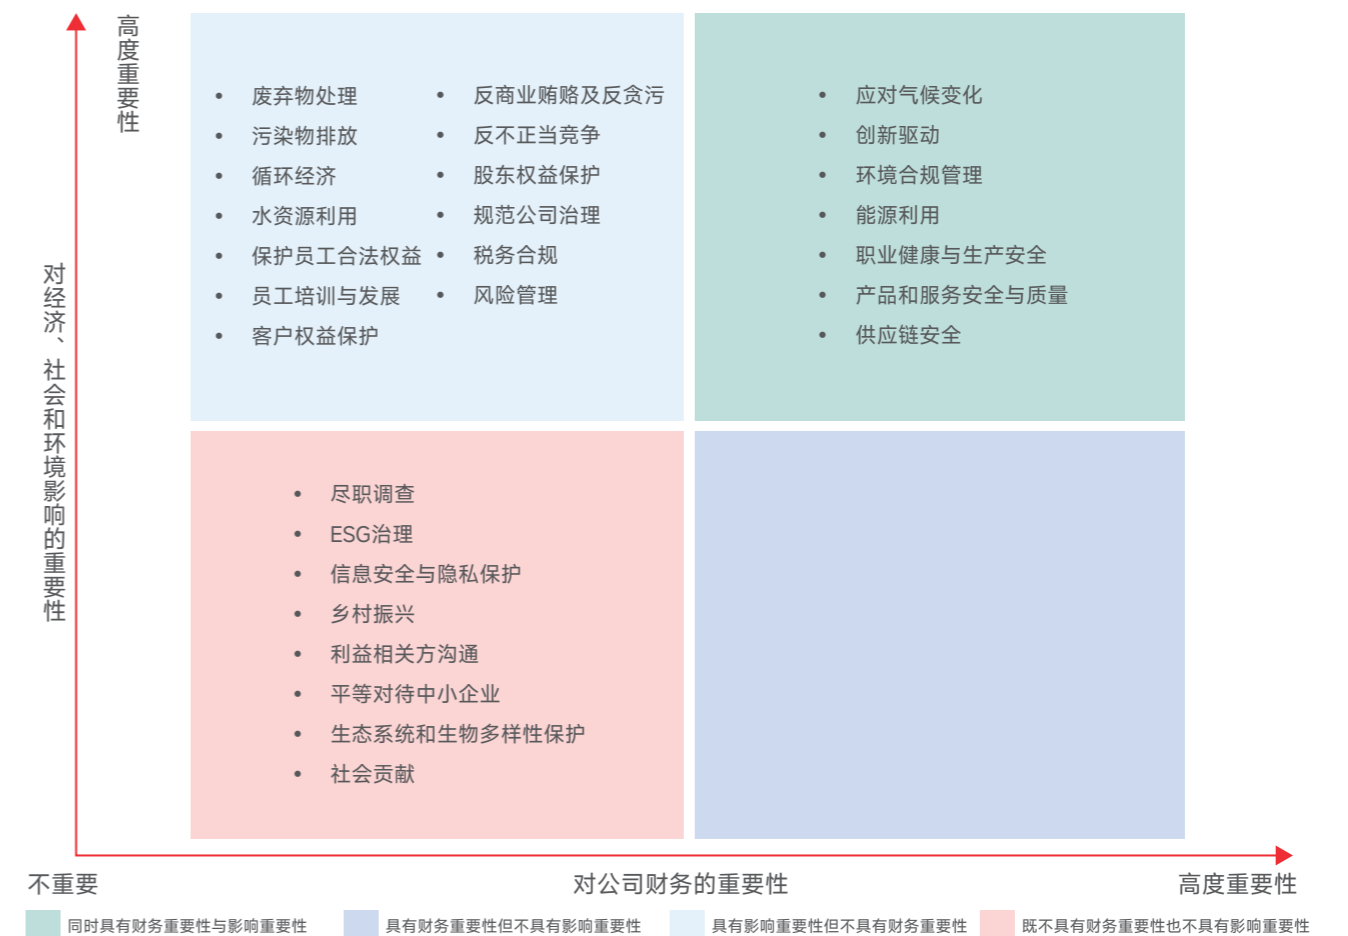 高度重要性
对经济、社会和环境影响的重要性
废弃物处理
污染物排放
循环经济
水资源利用
保护员工合法权益
员工培训与发展
客户权益保护
反商业贿赂及反贪污
反不正当竞争
股东权益保护
规范公司治理
税务合规
风险管理
应对气候变化
创新驱动
环境合规管理
能源利用
职业健康与生产安全
产品和服务安全与质量
供应链安全
尽职调查
ESG治理
信息安全与隐私保护
乡村振兴
利益相关方沟通
平等对待中小企业
生态系统和生物多样性保护
社会贡献
不重要
对公司财务的重要性
高度重要性
同时具有财务重要性与影响重要性
具有财务重要性但不具有影响重要性
具有影响重要性但不具有财务重要性
既不具有财务重要性也不具有影响重要性